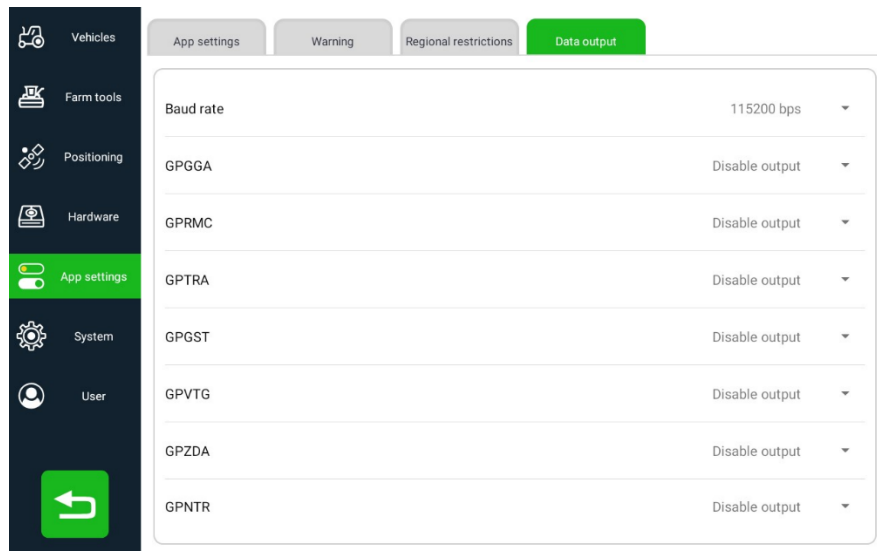 Vehicles
Farm tools
Positioning
Hardware
App settings
System
User
App settings
Warning
Regional restrictions
Data output
Baud rate 115200 bps
GPGGA Disable output
GPRMC Disable output
GPTRA Disable output
GPGST Disable output
GPVTG Disable output
GPZDA Disable output
GPNTR Disable output